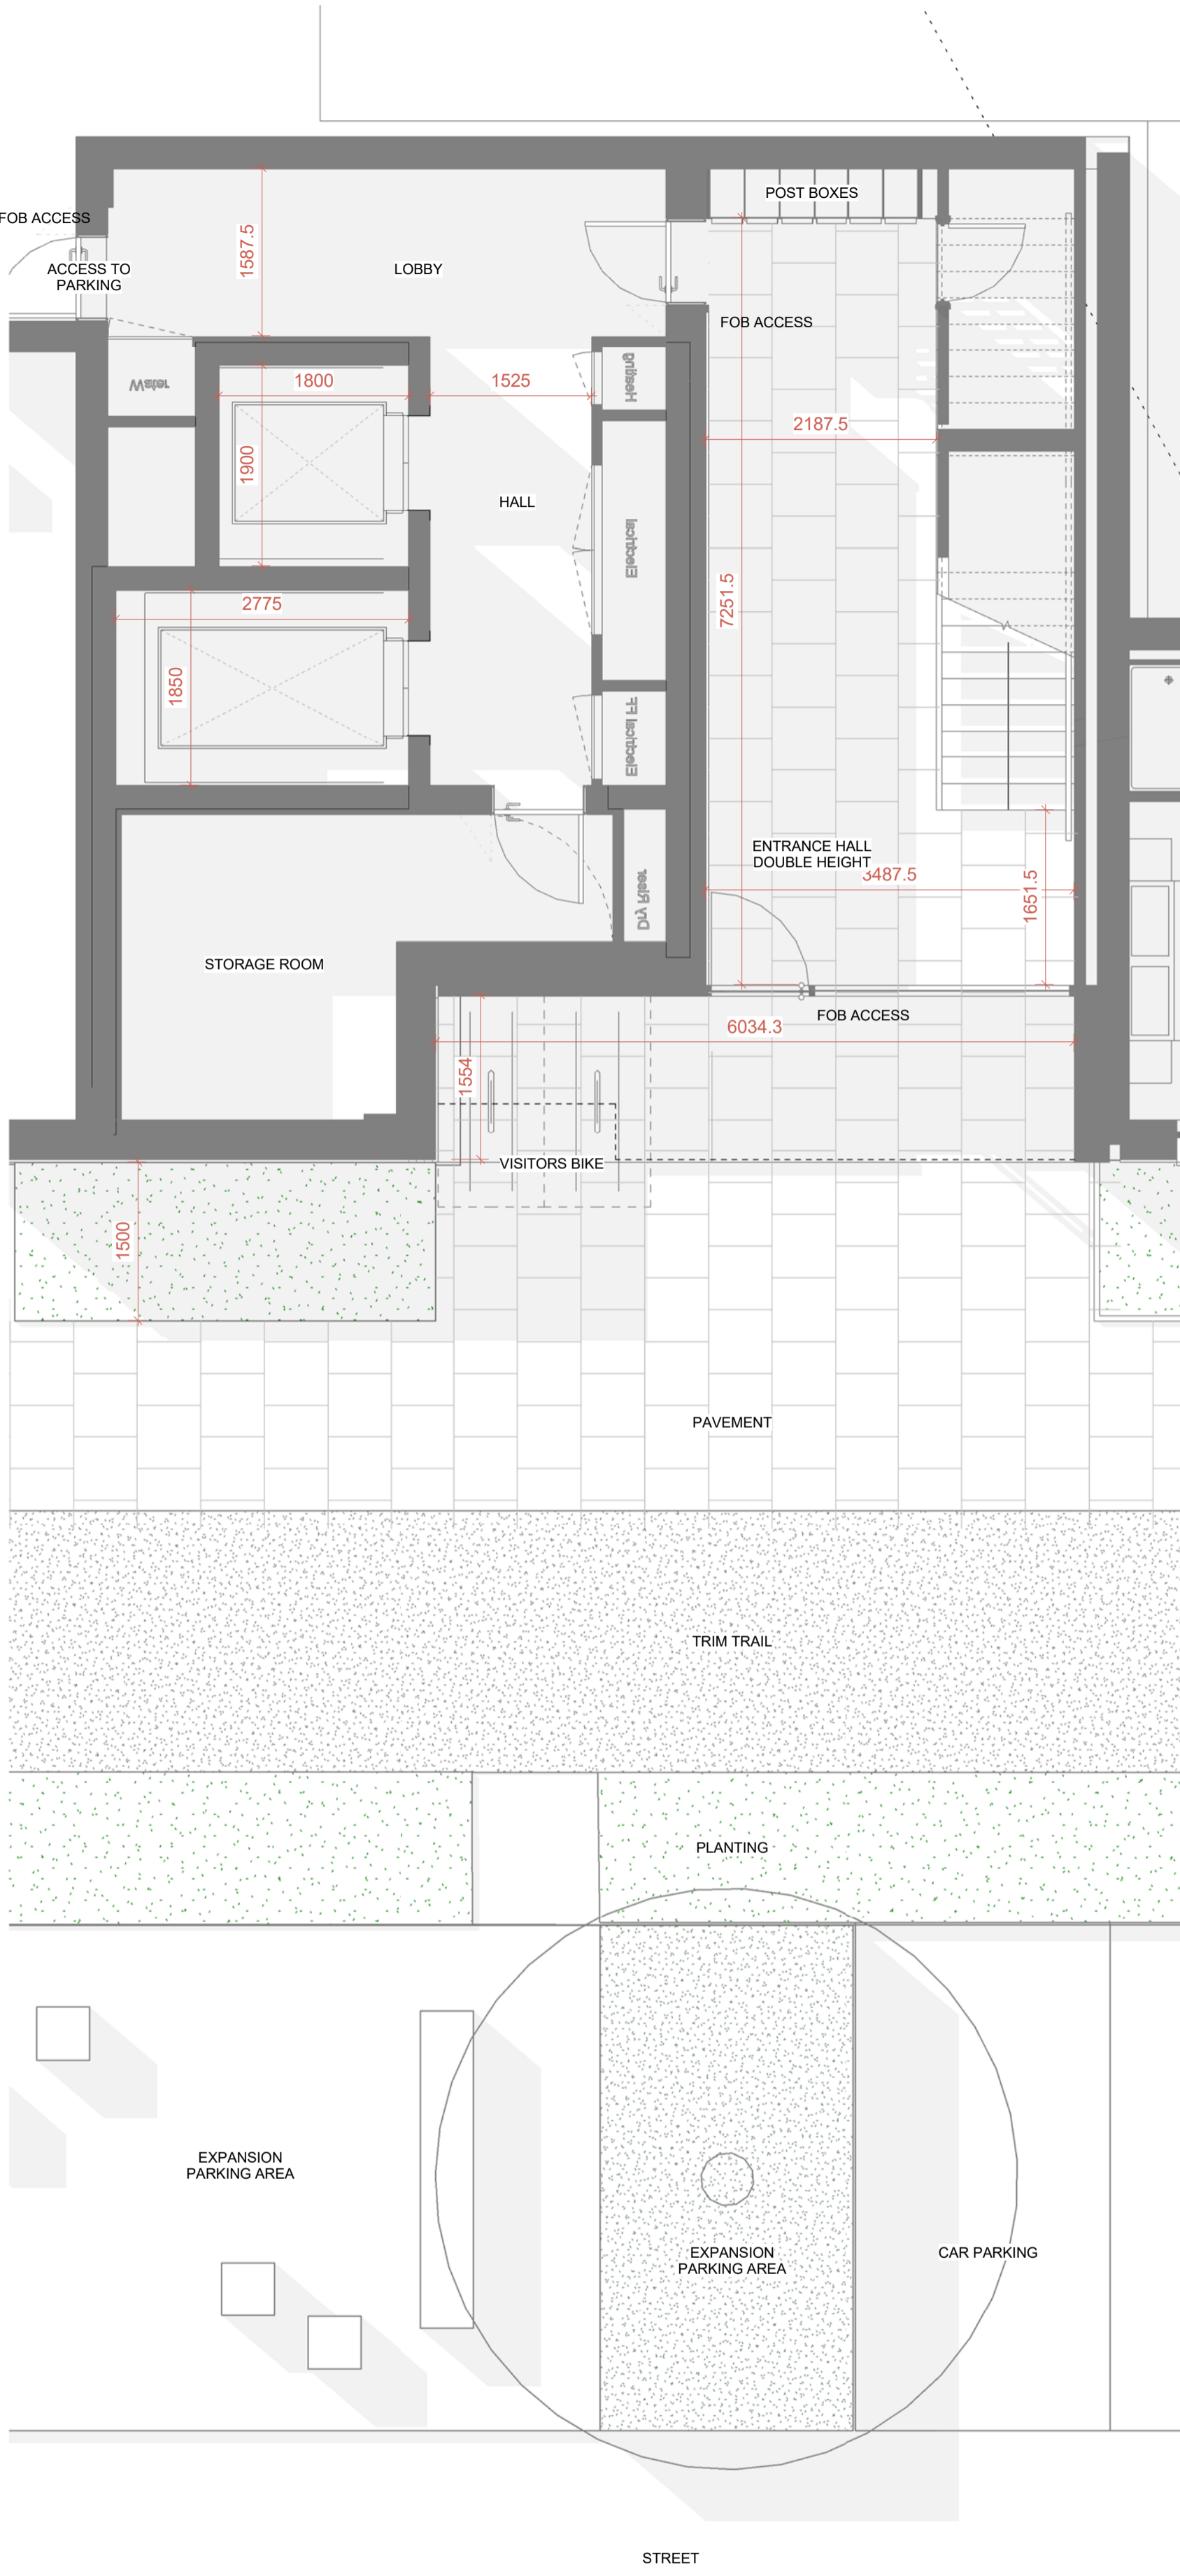 POST BOXES
FOB ACCESS
ACCESS TO
PARKING
1587.5
LOBBY
FOB ACCESS
Water
1800
1525
Heating
2187.5
1900
HALL
Electrical
7251.5
2775
1850
Electrical FF
ENTRANCE HALL
DOUBLE HEIGHT
3487.5
1651.5
Dry Riser
STORAGE ROOM
FOB ACCESS
6034.3
1554
VISITORS BIKE
1500
PAVEMENT
TRIM TRAIL
PLANTING
EXPANSION
PARKING AREA
EXPANSION
PARKING AREA
CAR PARKING
STREET